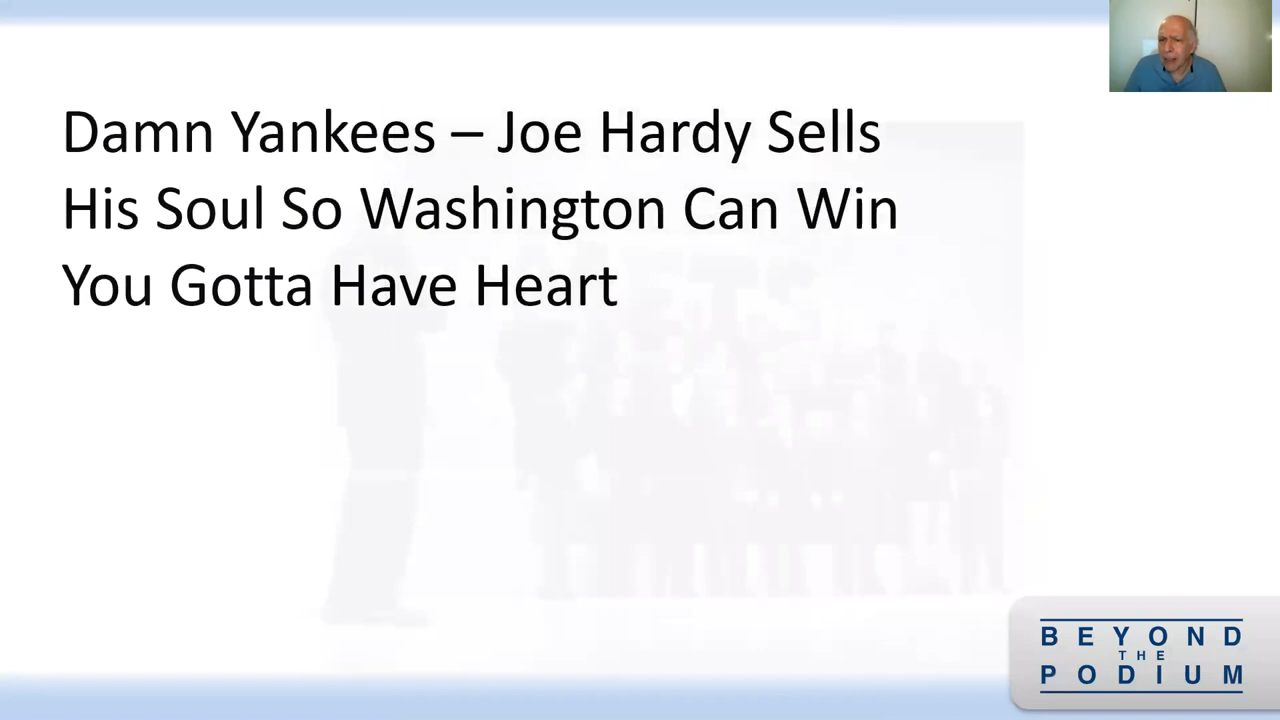 Damn Yankees – Joe Hardy Sells
His Soul So Washington Can Win
You Gotta Have Heart
BEYOND
THE
PODIUM